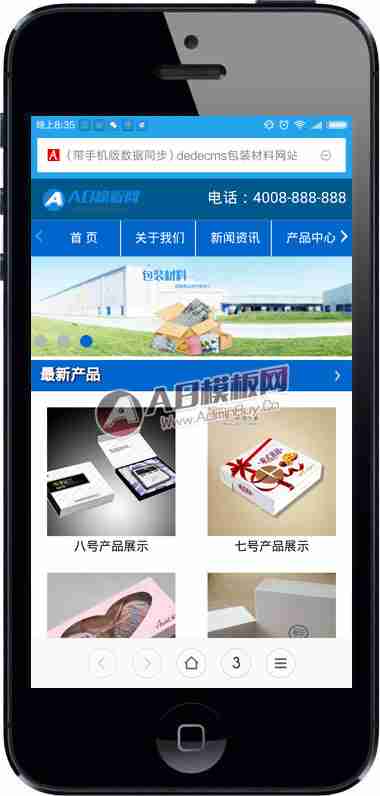 晚上8:35
（带手机版数据同步）dedecms包装材料网站
AB模板网
电话：4008-888-888
首 页 关于我们 新闻资讯 产品中心
包装材料
最新产品
AB模板网
Www.AdminBuy.Cn
八号产品展示 七号产品展示
3